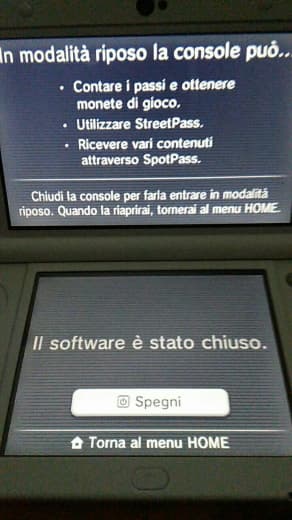 In modalità riposo la console può...
• Contare i passi e ottenere
monete di gioco.
• Utilizzare StreetPass.
• Ricevere vari contenuti
attraverso SpotPass.
Chiudi la console per farla entrare in modalità
riposo. Quando la riaprirai, tornerai al menu HOME.
Il software è stato chiuso.
Spegni
Torna al menu HOME